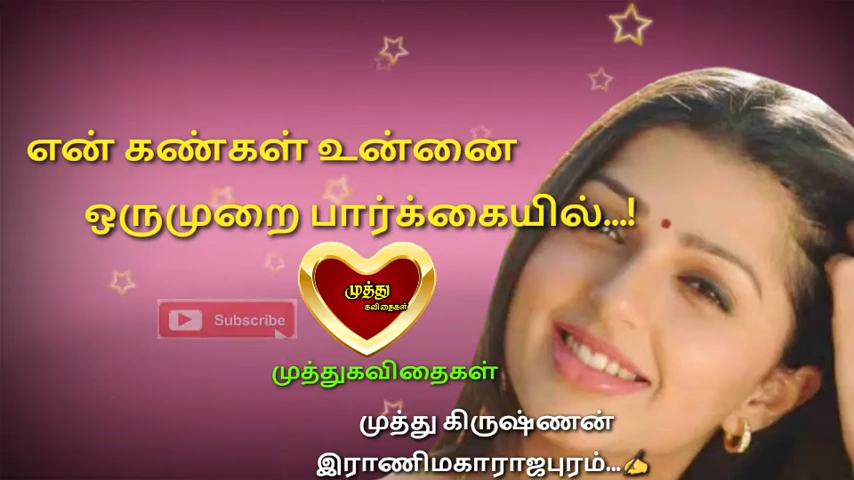 என் கண்கள் உன்னை
ஒருமுறை பார்க்கையில்...!
முத்து
கவிதைகள்
Subscribe
முத்துகவிதைகள்
முத்து கிருஷ்ணன்
இராணிமகாராஜபுரம்...✍